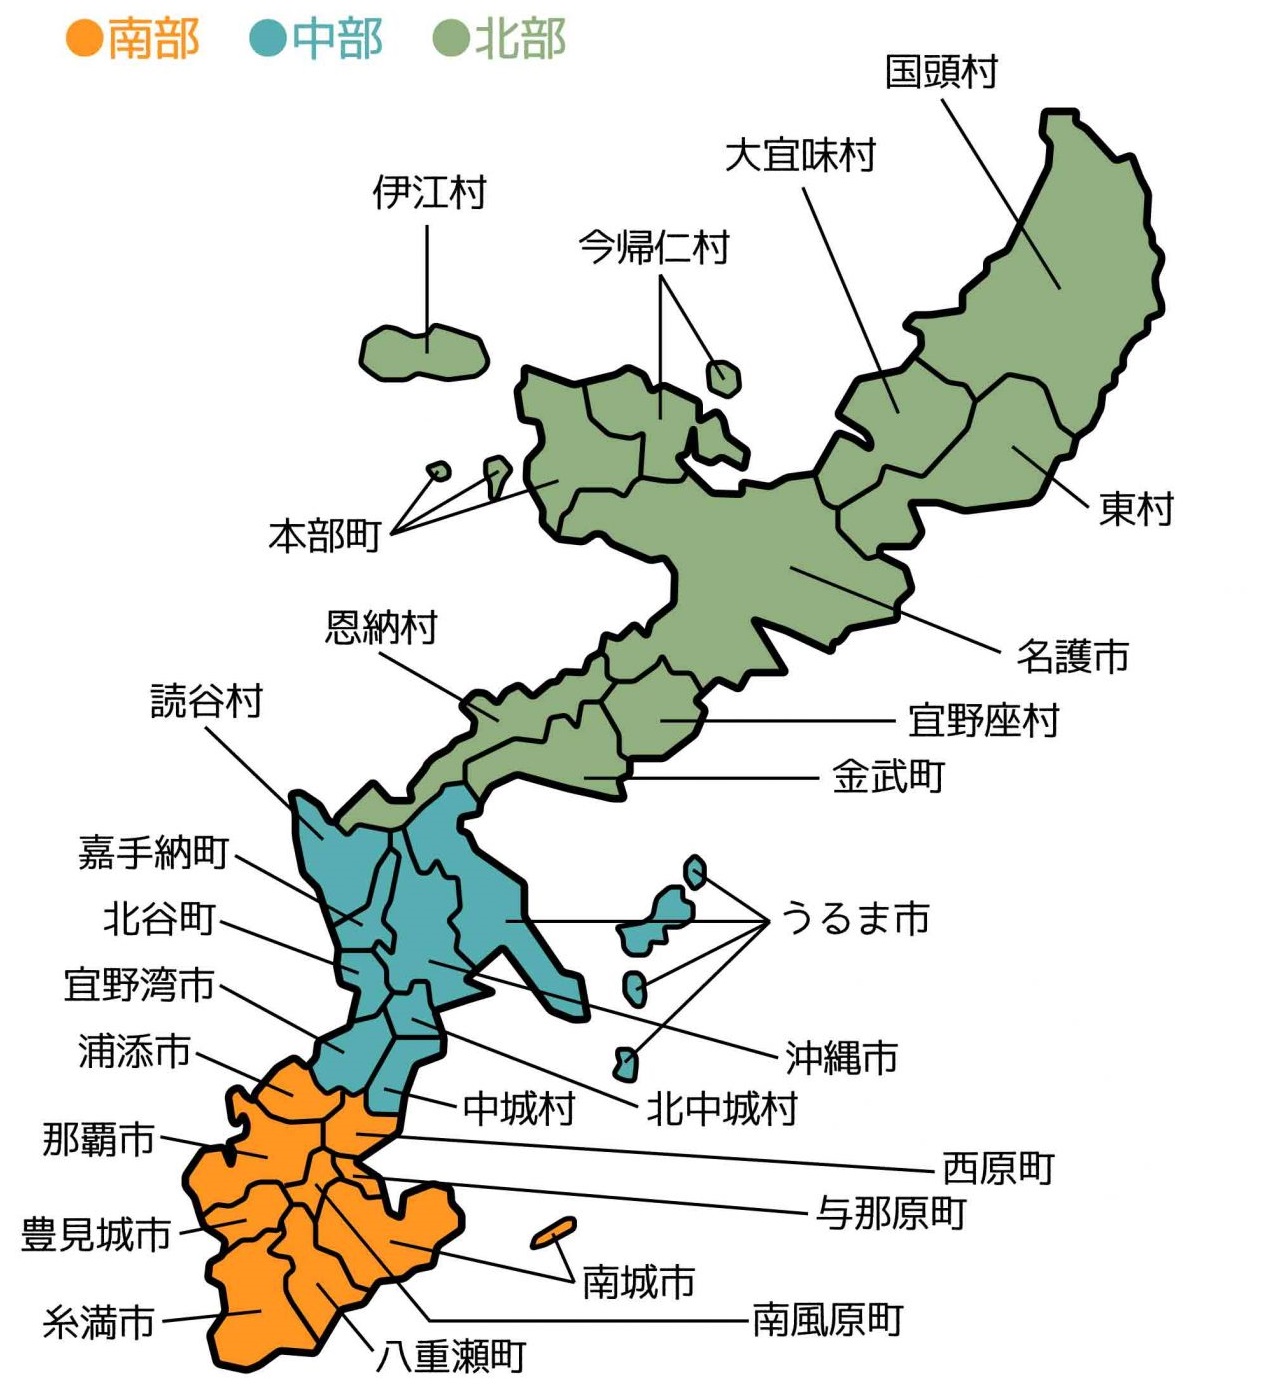 ●南部 ●中部 ●北部
国頭村
大宜味村
伊江村
今帰仁村
東村
本部町
恩納村
名護市
読谷村
宜野座村
金武町
嘉手納町
北谷町
うるま市
宜野湾市
浦添市
沖縄市
中城村
北中城村
那覇市
西原町
与那原町
豊見城市
南城市
糸満市
南風原町
八重瀬町